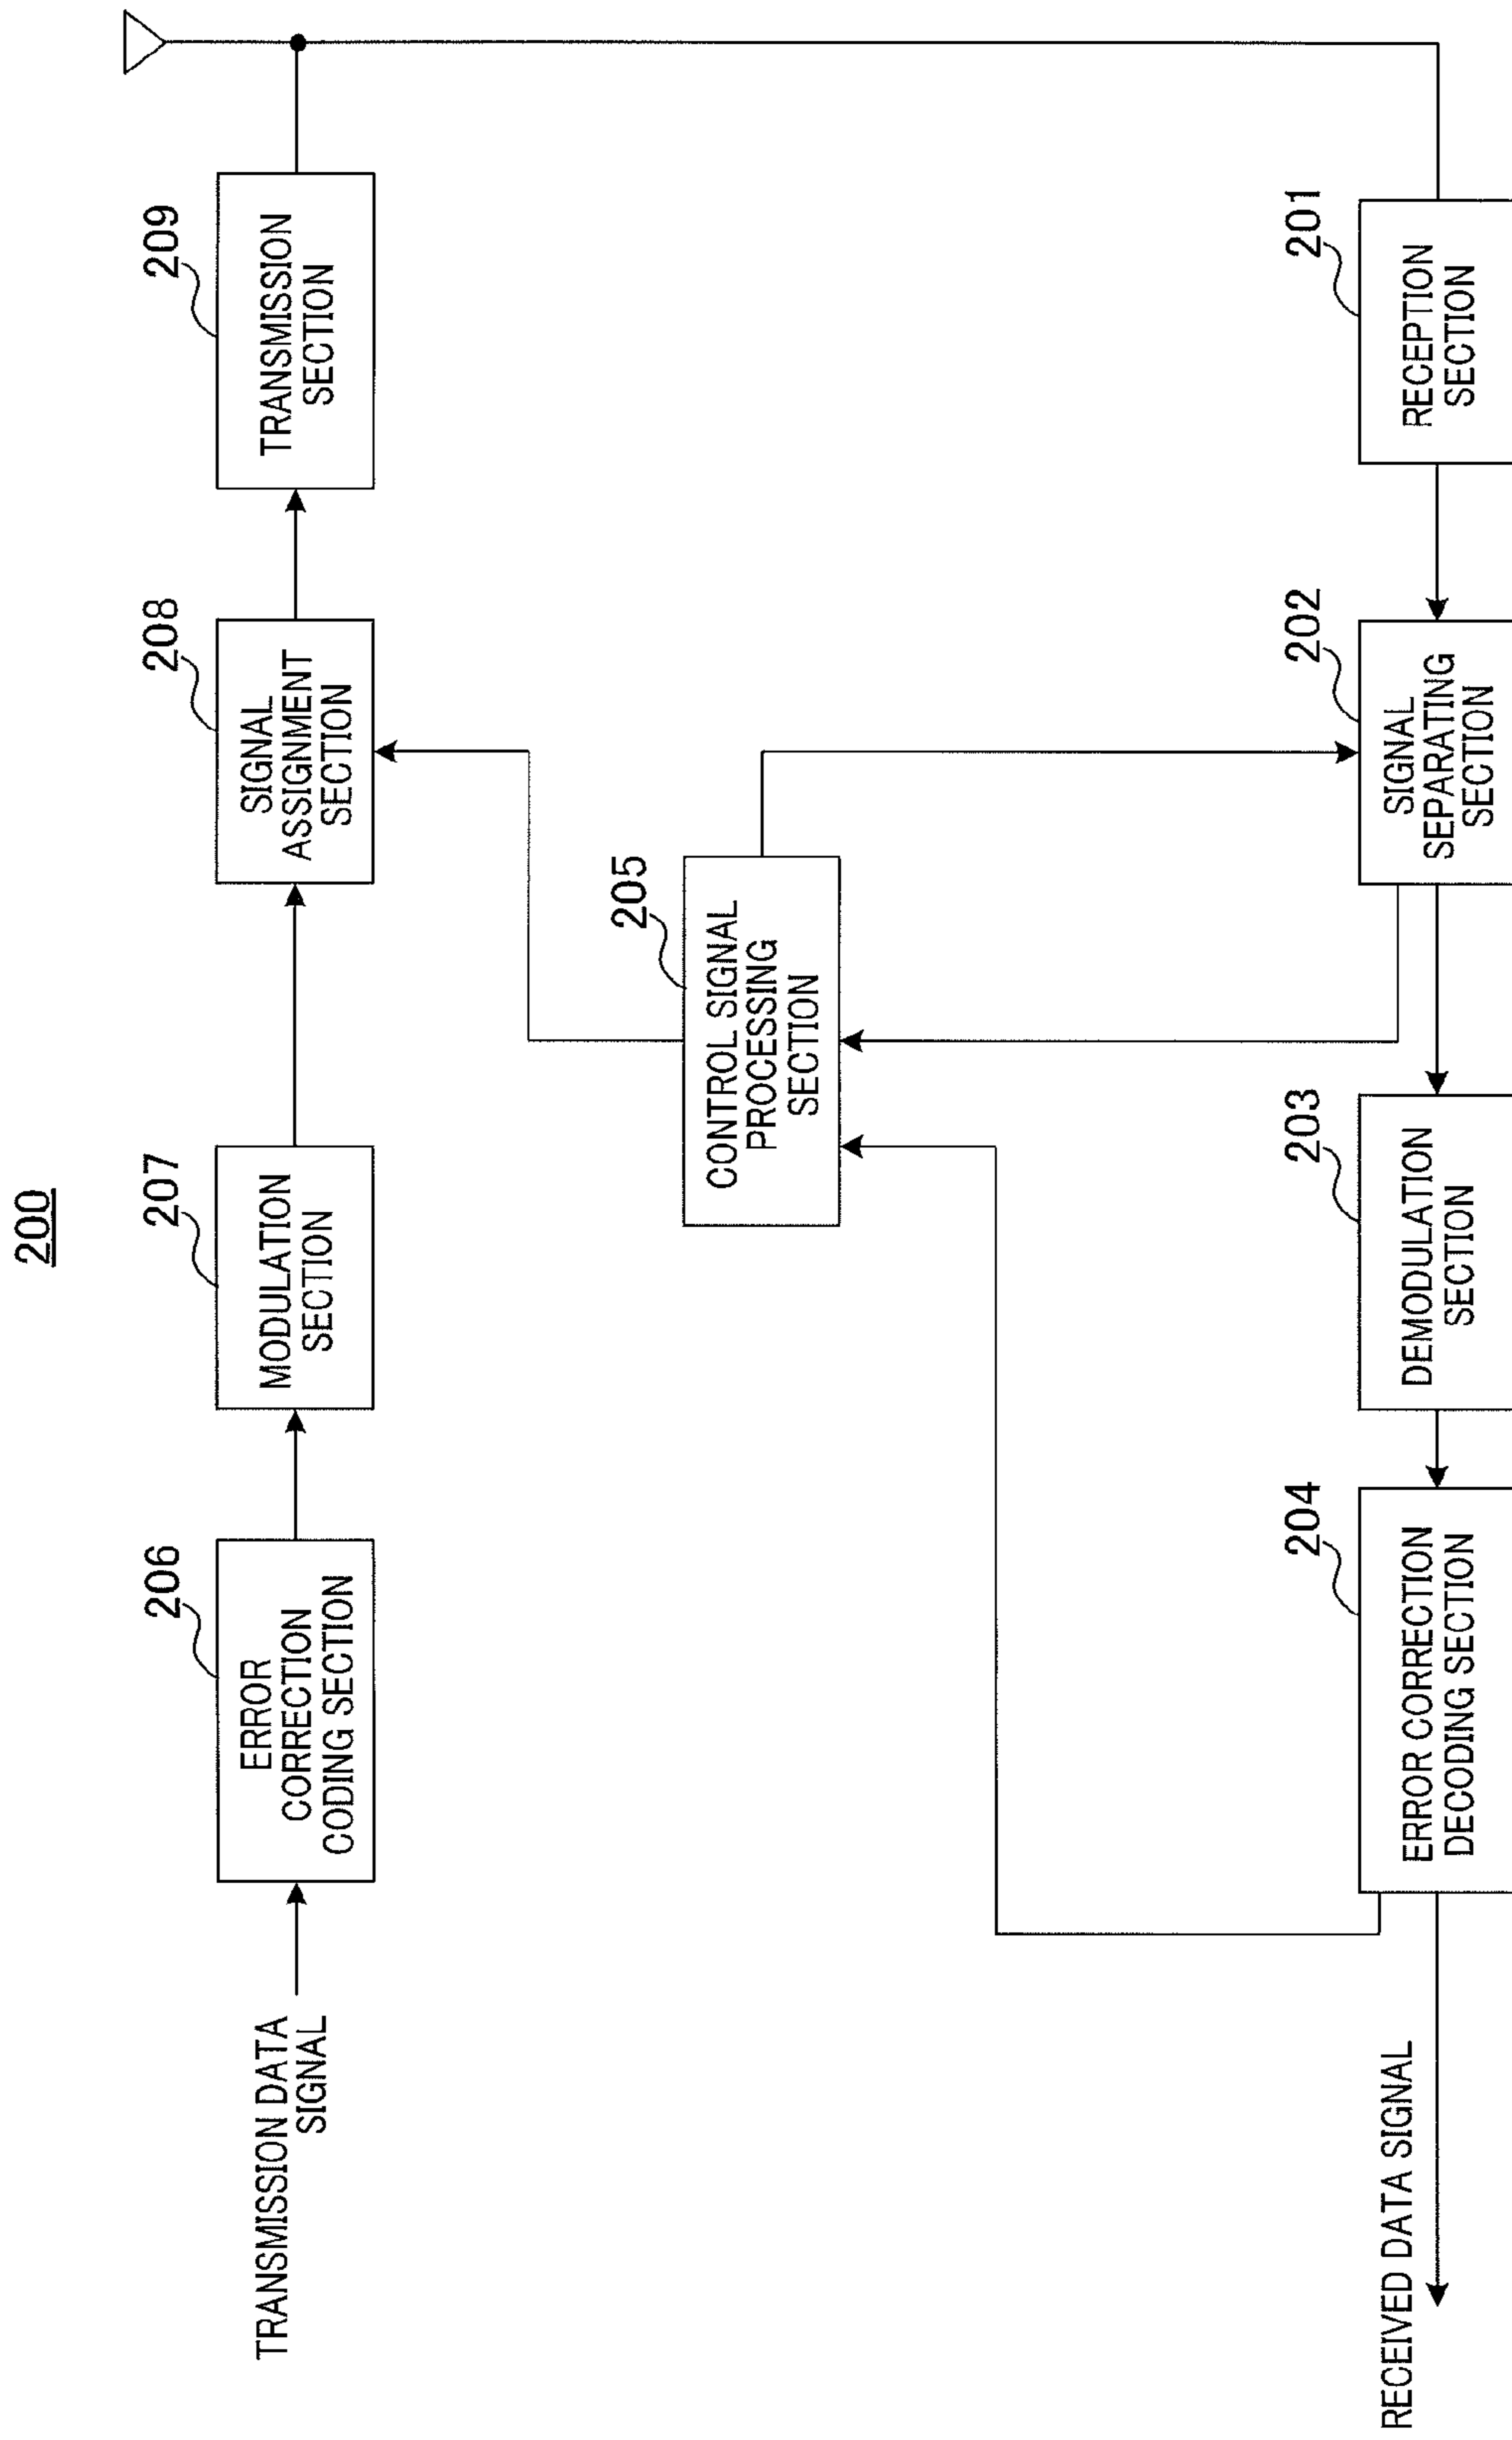 200
206
ERROR
CORRECTION
CODING SECTION
207
MODULATION
SECTION
208
SIGNAL
ASSIGNMENT
SECTION
209
TRANSMISSION
SECTION
TRANSMISSION DATA
SIGNAL
205
CONTROL SIGNAL
PROCESSING
SECTION
204
ERROR CORRECTION
DECODING SECTION
203
DEMODULATION
SECTION
202
SIGNAL
SEPARATING
SECTION
201
RECEPTION
SECTION
RECEIVED DATA SIGNAL